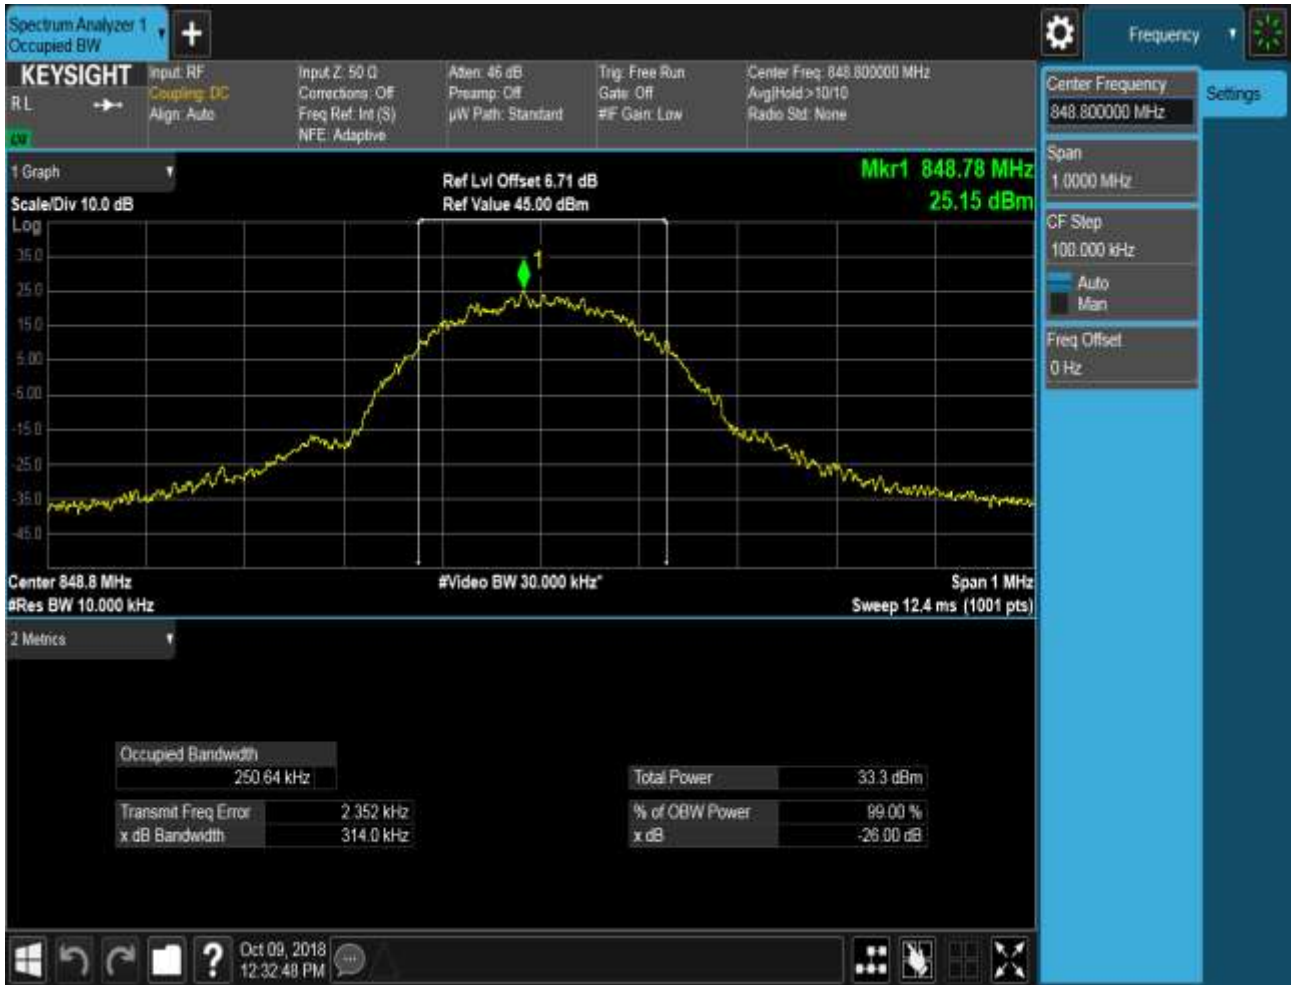 Spectrum Analyzer 1
Occupied BW
Frequency
KEYSIGHT
RL
Input: RF
Coupling: DC
Align: Auto
Input Z: 50 Ω
Corrections: Off
Freq Ref: Int (S)
NFE: Adaptive
Atten: 46 dB
Preamp: Off
µW Path: Standard
Trig: Free Run
Gate: Off
#IF Gain: Low
Center Freq: 848.800000 MHz
Avg|Hold:>10/10
Radio Std: None
Center Frequency
848.800000 MHz
Settings
Span
1.0000 MHz
CF Step
100.000 kHz
Auto
Man
Freq Offset
0 Hz
1 Graph
Scale/Div 10.0 dB
Ref Lvl Offset 6.71 dB
Ref Value 45.00 dBm
Mkr1 848.78 MHz
25.15 dBm
Log
35.0
25.0
15.0
5.00
-5.00
-15.0
-25.0
-35.0
-45.0
1
Center 848.8 MHz
#Res BW 10.000 kHz
#Video BW 30.000 kHz*
Span 1 MHz
Sweep 12.4 ms (1001 pts)
2 Metrics
Occupied Bandwidth
250.64 kHz
Transmit Freq Error 2.352 kHz
x dB Bandwidth 314.0 kHz
Total Power 33.3 dBm
% of OBW Power 99.00 %
x dB -26.00 dB
?
Oct 09, 2018
12:32:48 PM